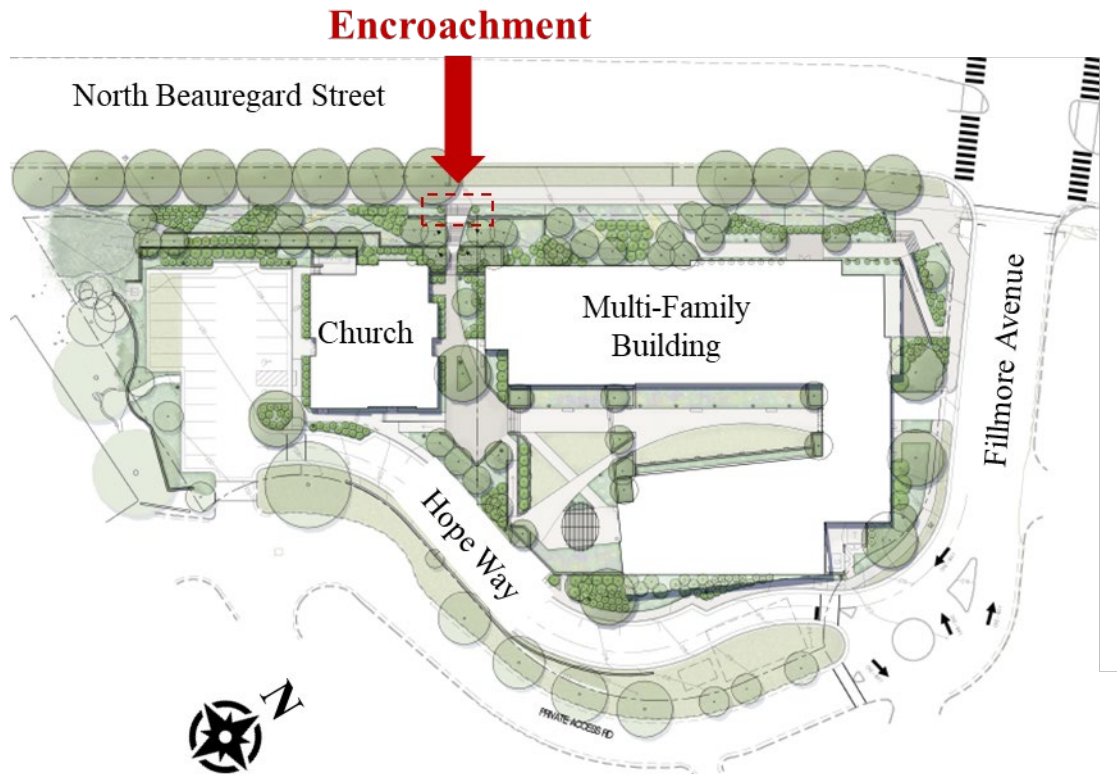 Encroachment
North Beauregard Street
Church
Multi-Family
Building
Fillmore Avenue
Hope Way
N
PRIVATE ACCESS RD